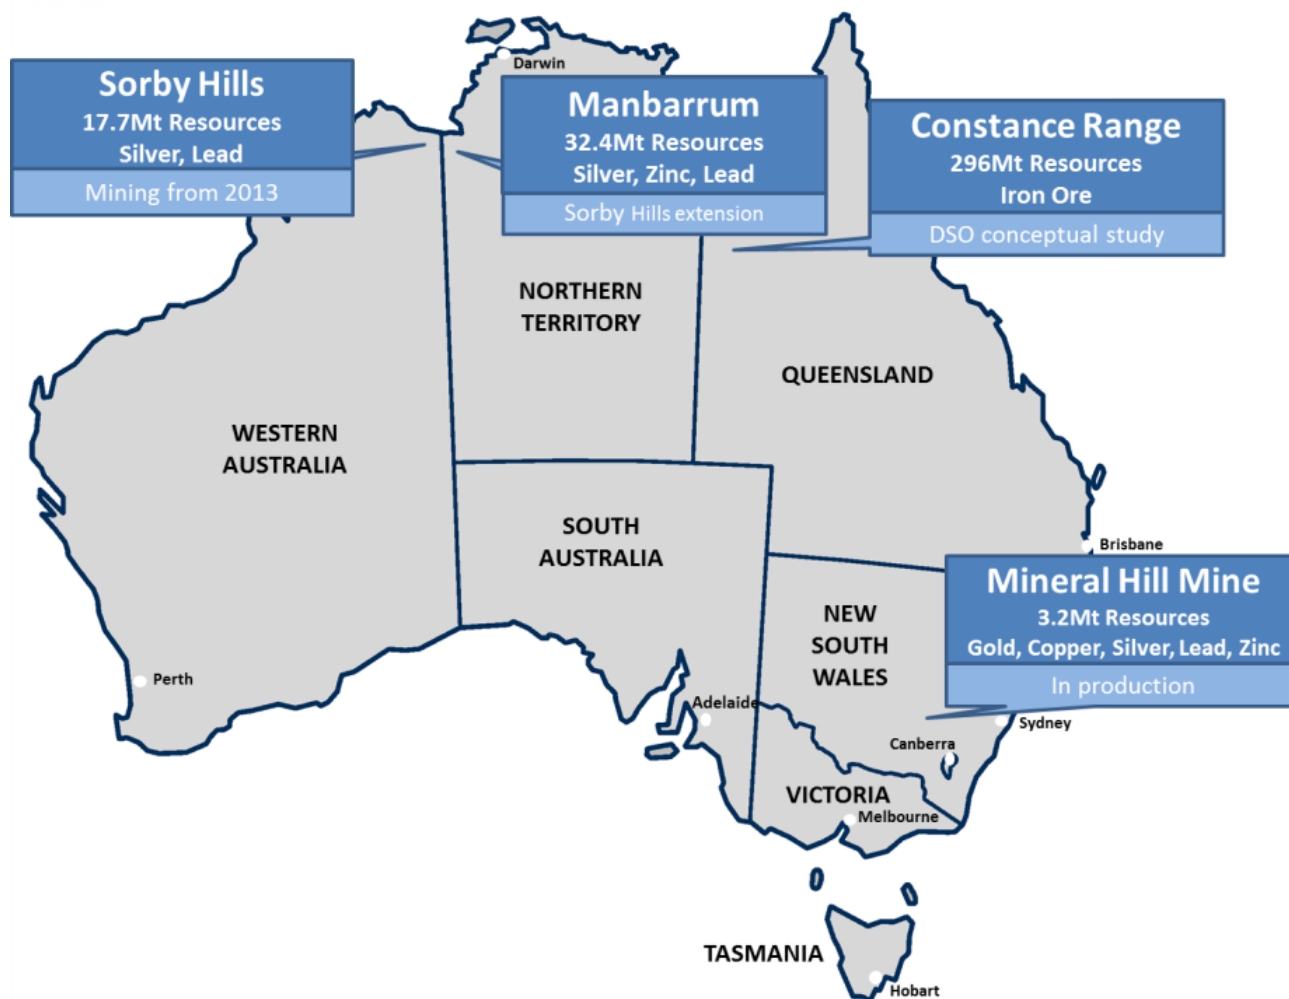 Darwin
Sorby Hills
17.7Mt Resources
Silver, Lead
Mining from 2013
Manbarrum
32.4Mt Resources
Silver, Zinc, Lead
Sorby Hills extension
Constance Range
296Mt Resources
Iron Ore
DSO conceptual study
NORTHERN
TERRITORY
QUEENSLAND
WESTERN
AUSTRALIA
SOUTH
AUSTRALIA
Brisbane
Mineral Hill Mine
3.2Mt Resources
Gold, Copper, Silver, Lead, Zinc
In production
NEW
SOUTH
WALES
Perth
Adelaide
Sydney
Canberra
VICTORIA
Melbourne
TASMANIA
Hobart